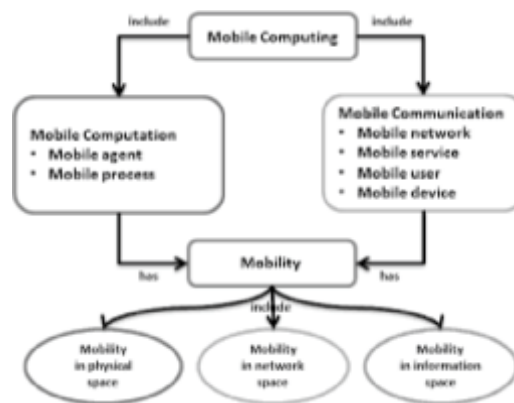 include
include
Mobile Computing
Mobile Computation
• Mobile agent
• Mobile process
Mobile Communication
• Mobile network
• Mobile service
• Mobile user
• Mobile device
has
Mobility
has
include
Mobility
in physical
space
Mobility
in network
space
Mobility
in information
space